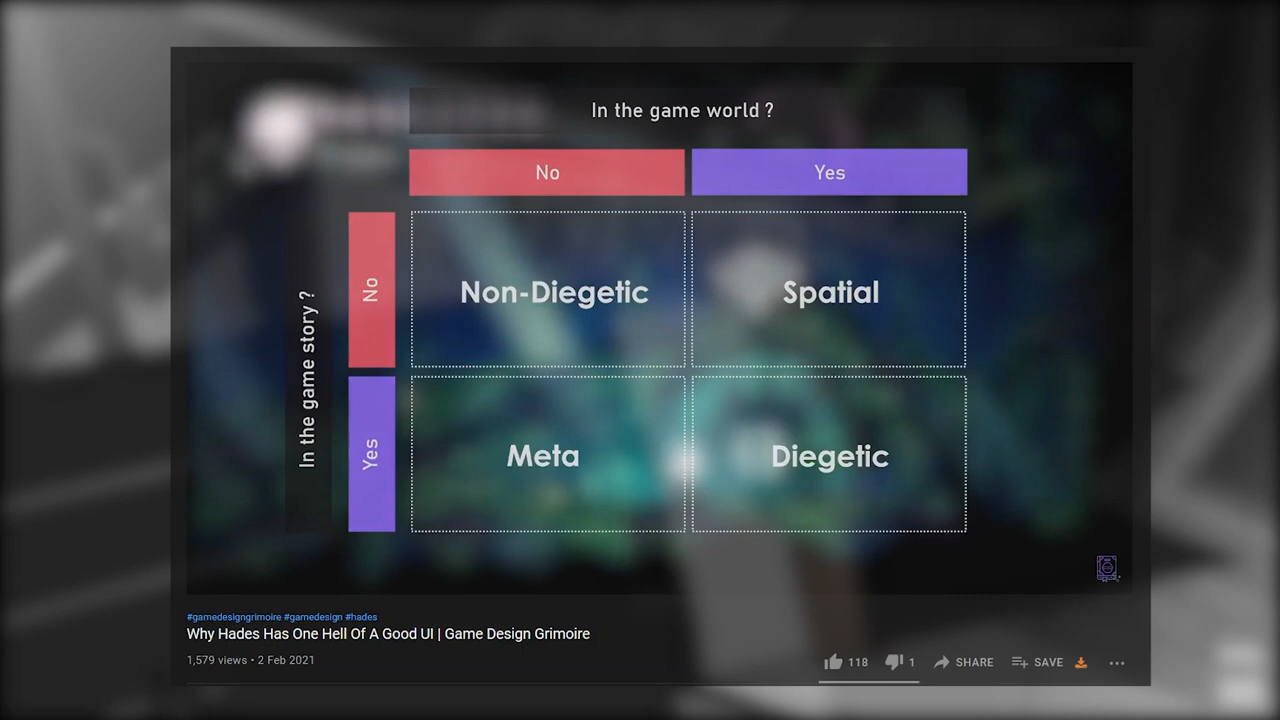 In the game world ?
No
Yes
In the game story ?
No
Non-Diegetic
Spatial
Yes
Meta
Diegetic
#gamedesigngrimoire #gamedesign #hades
Why Hades Has One Hell Of A Good UI | Game Design Grimoire
1,579 views • 2 Feb 2021
118
1
SHARE
SAVE